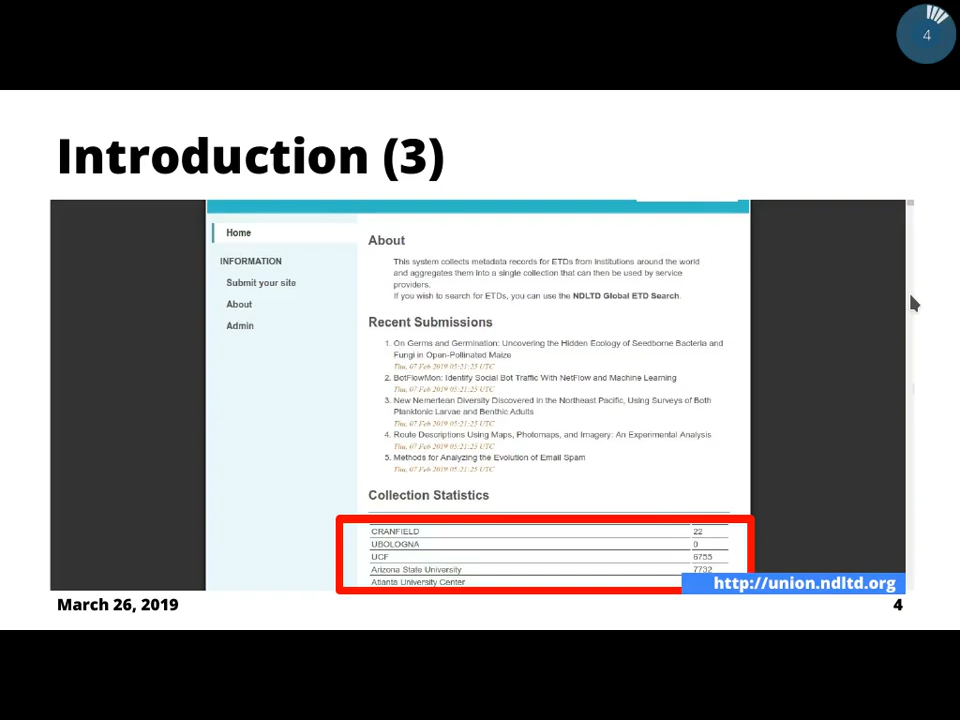 4
Introduction (3)
Home
INFORMATION
Submit your site
About
Admin
About
This system collects metadata records for ETDs from institutions around the world
and aggregates them into a single collection that can then be used by service
providers.
If you wish to search for ETDs, you can use the NDLTD Global ETD Search.
Recent Submissions
1. On Germs and Germination: Uncovering the Hidden Ecology of Seedborne Bacteria and
Fungi in Open-Pollinated Maize
Thu, 07 Feb 2019 05:21:25 UTC
2. BotFlowMon: Identify Social Bot Traffic With NetFlow and Machine Learning
Thu, 07 Feb 2019 05:21:25 UTC
3. New Nemertean Diversity Discovered in the Northeast Pacific, Using Surveys of Both
Planktonic Larvae and Benthic Adults
Thu, 07 Feb 2019 05:21:25 UTC
4. Route Descriptions Using Maps, Photomaps, and Imagery: An Experimental Analysis
Thu, 07 Feb 2019 05:21:25 UTC
5. Methods for Analyzing the Evolution of Email Spam
Thu, 07 Feb 2019 05:21:25 UTC
Collection Statistics
CRANFIELD 22
UBOLOGNA 0
UCF 6755
Arizona State University 7732
Atlanta University Center
http://union.ndltd.org
March 26, 2019
4